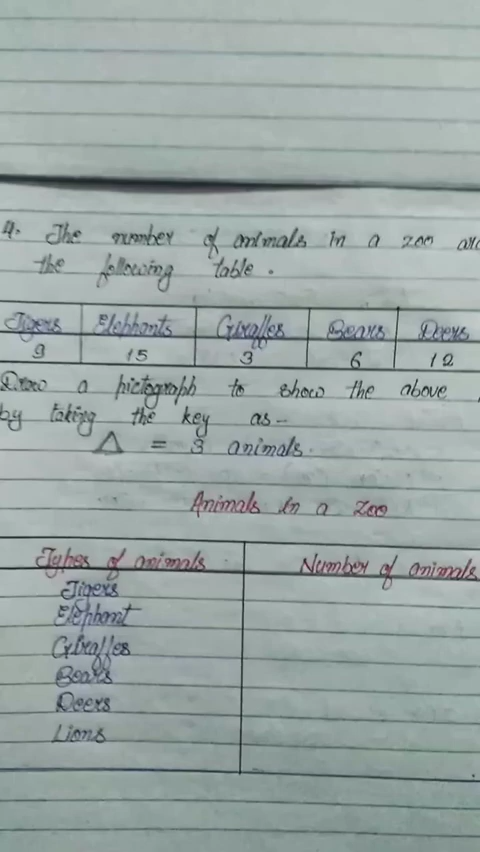 4. The number of animals in a zoo are
the following table.
Tigers Elephants Giraffes Bears Deers
9 15 3 6 12
Draw a pictograph to show the above
by taking the key as-
△ = 3 animals.
Animals in a zoo
Types of animals Number of animals
Tigers
Elephant
Giraffes
Bears
Deers
Lions